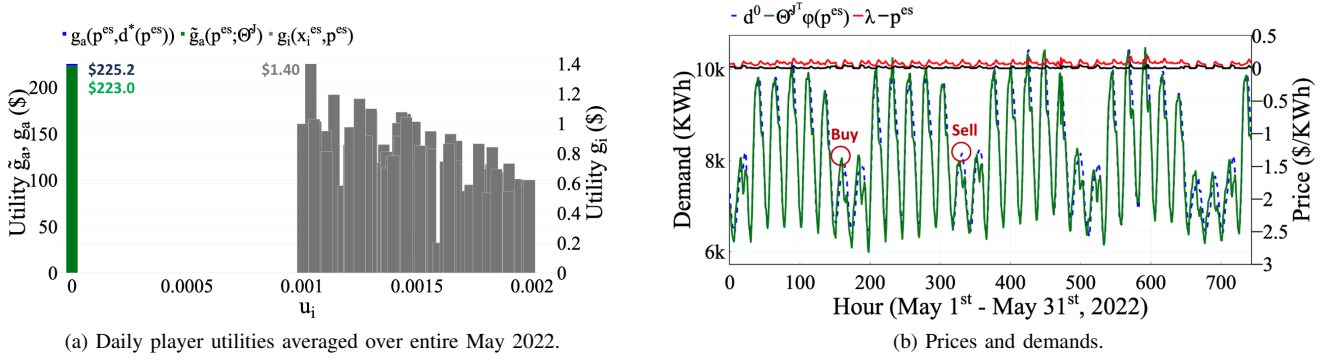 g_a(p^es,d*(p^es)) g̃_a(p^es;Θ^J) g_i(x_i^es,p^es)
Utility g̃_a, g_a ($)
200
150
100
50
0
$225.2
$223.0
$1.40
1.4
1.2
1
0.8
0.6
0.4
0.2
0
Utility g_i ($)
0 0.0005 0.001 0.0015 0.002
u_i
(a) Daily player utilities averaged over entire May 2022.
d^0 Θ^J^Tφ(p^es) λ p^es
Demand (KWh)
10k
8k
6k
Buy
Sell
0.5
0
-0.5
-1
-1.5
-2
-2.5
3
Price ($/KWh)
0 100 200 300 400 500 600 700
Hour (May 1^st - May 31^st, 2022)
(b) Prices and demands.